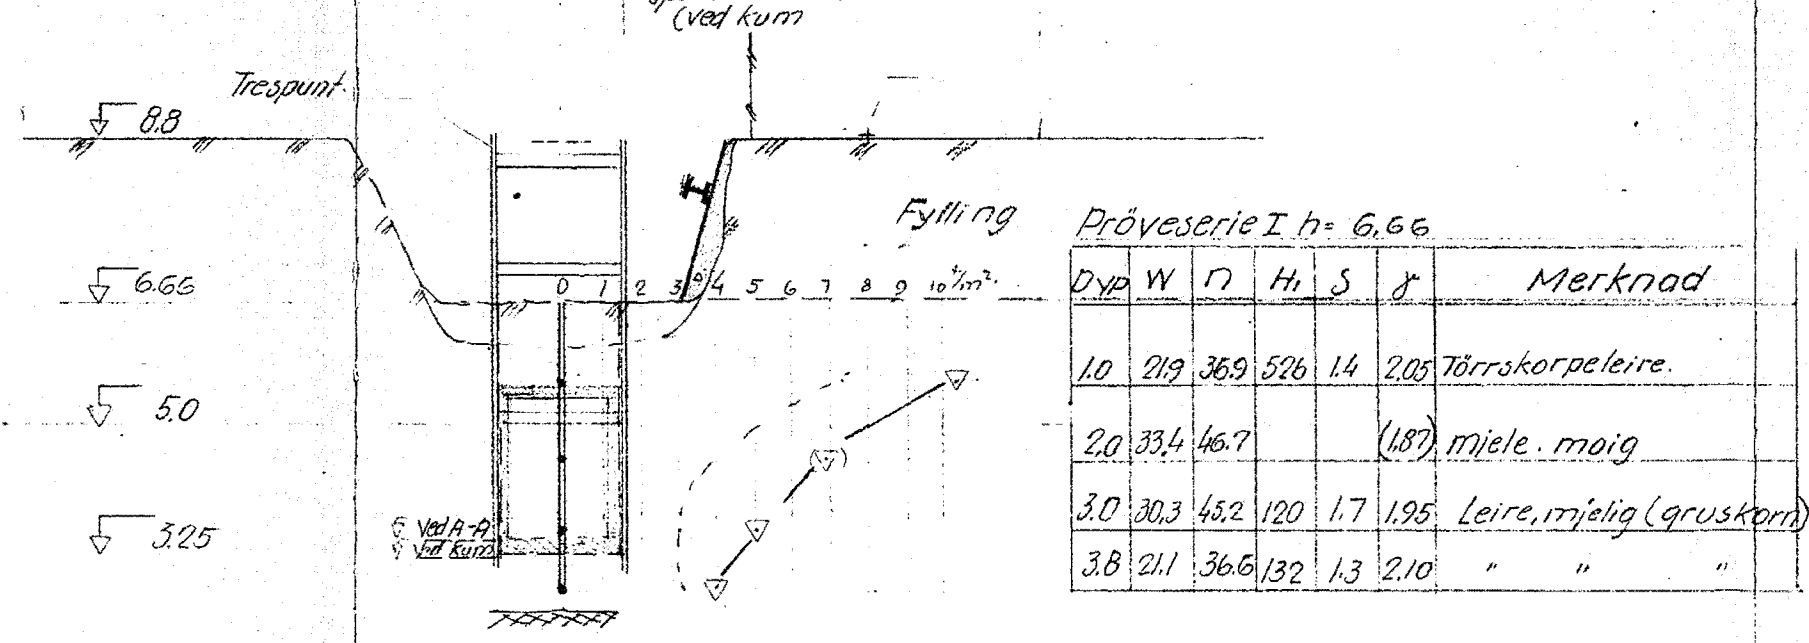 (ved kum
Trespunt.
8.8
Fylling
6.65
0 1 2 3 4 5 6 7 8 9 10 t/m².
5.0
3.25
Ved A-A
Ved kum
Pröveserie I h= 6,66
Dyp W n H₁ S γ Merknad
1.0 21.9 36.9 526 1.4 2.05 Törrskorpeleire.
2.0 33.4 46.7 (1.87) mjele. moig
3.0 30.3 45.2 120 1.7 1.95 Leire, mjelig (gruskorn)
3.8 21.1 36.6 132 1.3 2.10 " " "